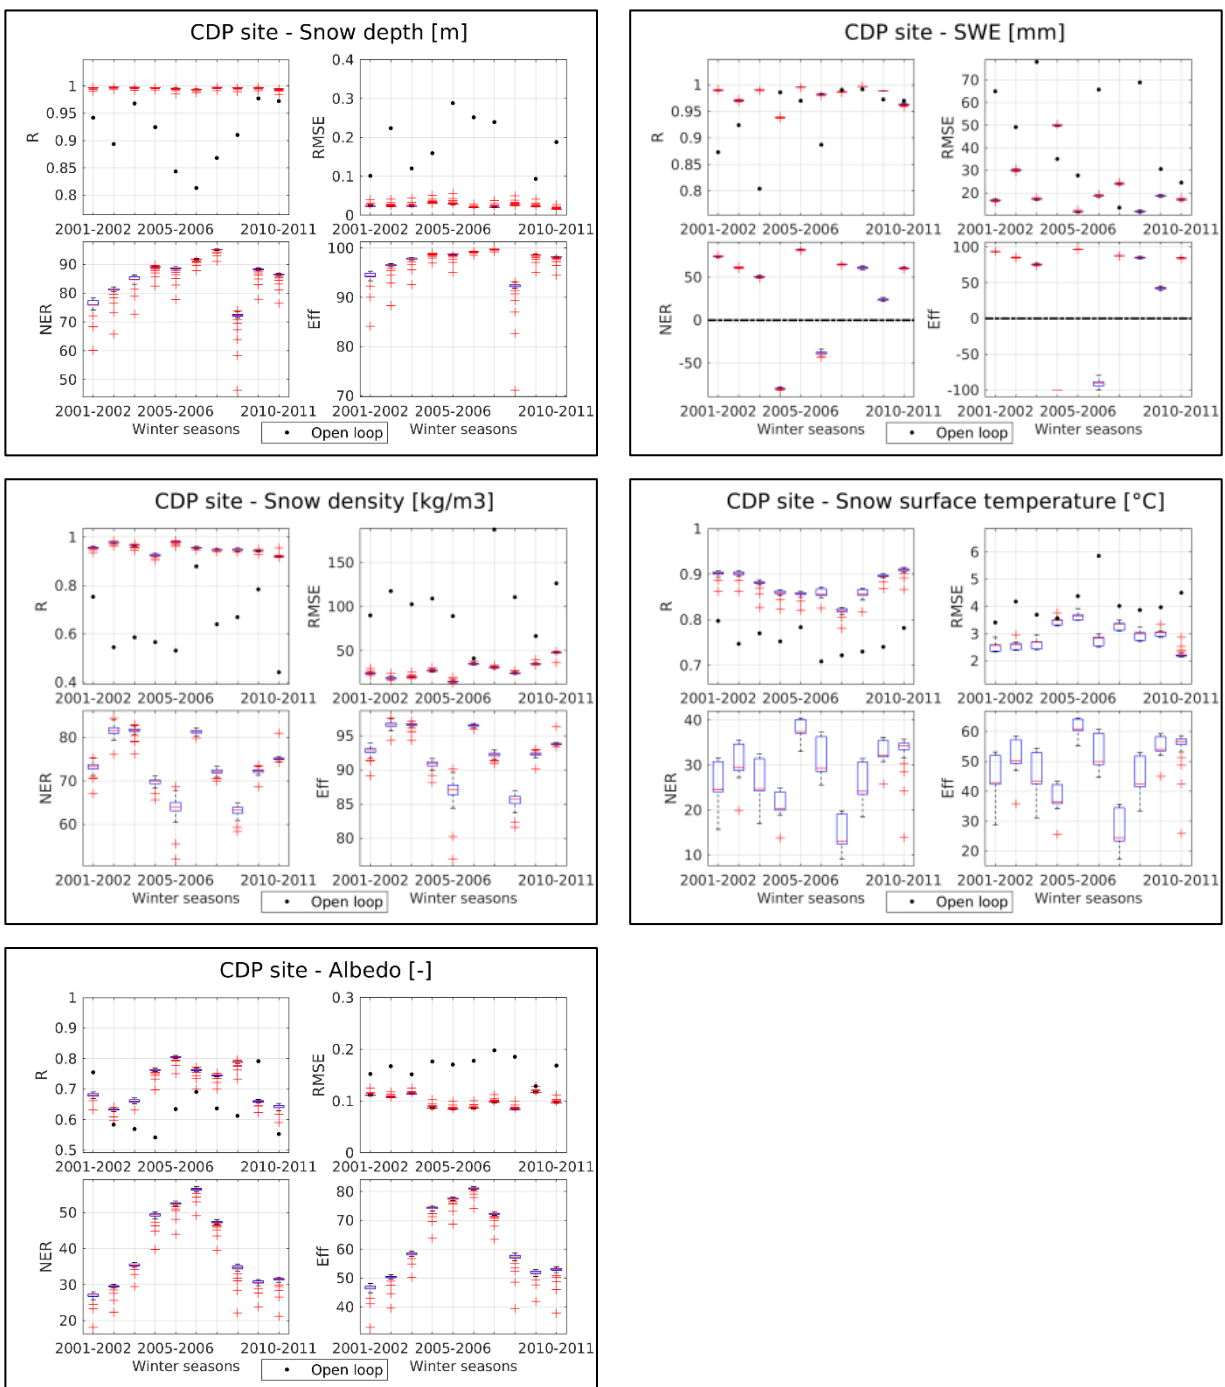 CDP site - Snow depth [m]
1
0.95
0.9
0.85
0.8
R
0.4
0.3
0.2
0.1
0
RMSE
2001-2002 2005-2006 2010-2011
2001-2002 2005-2006 2010-2011
90
80
70
60
50
NER
100
90
80
70
Eff
2001-2002 2005-2006 2010-2011
2001-2002 2005-2006 2010-2011
Winter seasons
Winter seasons
Open loop
CDP site - SWE [mm]
1
0.95
0.9
0.85
0.8
R
70
60
50
40
30
20
RMSE
2001-2002 2005-2006 2010-2011
2001-2002 2005-2006 2010-2011
50
0
-50
NER
100
50
0
-50
-100
Eff
2001-2002 2005-2006 2010-2011
2001-2002 2005-2006 2010-2011
Winter seasons
Winter seasons
Open loop
CDP site - Snow density [kg/m3]
1
0.8
0.6
0.4
R
150
100
50
RMSE
2001-2002 2005-2006 2010-2011
2001-2002 2005-2006 2010-2011
80
70
60
NER
95
90
85
80
Eff
2001-2002 2005-2006 2010-2011
2001-2002 2005-2006 2010-2011
Winter seasons
Winter seasons
Open loop
CDP site - Snow surface temperature [°C]
1
0.9
0.8
0.7
R
6
5
4
3
2
RMSE
2001-2002 2005-2006 2010-2011
2001-2002 2005-2006 2010-2011
40
30
20
10
NER
60
50
40
30
20
Eff
2001-2002 2005-2006 2010-2011
2001-2002 2005-2006 2010-2011
Winter seasons
Winter seasons
Open loop
CDP site - Albedo [-]
1
0.9
0.8
0.7
0.6
0.5
R
0.3
0.2
0.1
0
RMSE
2001-2002 2005-2006 2010-2011
2001-2002 2005-2006 2010-2011
50
40
30
20
NER
80
70
60
50
40
Eff
2001-2002 2005-2006 2010-2011
2001-2002 2005-2006 2010-2011
Winter seasons
Winter seasons
Open loop